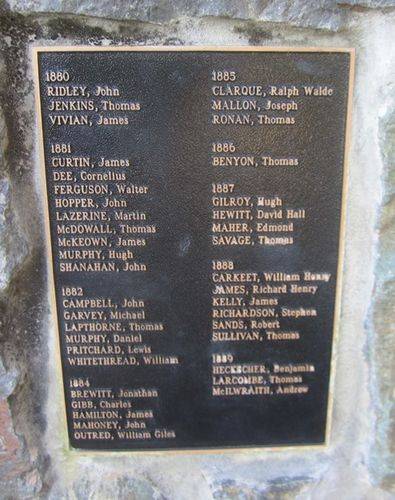 1880
RIDLEY, John
JENKINS, Thomas
VIVIAN, James
1881
CURTIN, James
DEE, Cornelius
FERGUSON, Walter
HOPPER, John
LAZERINE, Martin
McDOWALL, Thomas
McKEOWN, James
MURPHY, Hugh
SHANAHAN, John
1882
CAMPBELL, John
GARVEY, Michael
LAPTHORNE, Thomas
MURPHY, Daniel
PRITCHARD, Lewis
WHITETHREAD, William
1884
BREWITT, Jonathan
GIBB, Charles
HAMILTON, James
MAHONEY, John
OUTRED, William Giles
1885
CLARQUE, Ralph Walde
MALLON, Joseph
RONAN, Thomas
1886
BENYON, Thomas
1887
GILROY, Hugh
HEWITT, David Hall
MAHER, Edmond
SAVAGE, Thomas
1888
CARKEET, William Henry
JAMES, Richard Henry
KELLY, James
RICHARDSON, Stephen
SANDS, Robert
SULLIVAN, Thomas
1889
HECKSCHER, Benjamin
LARCOMBE, Thomas
McILWRAITH, Andrew